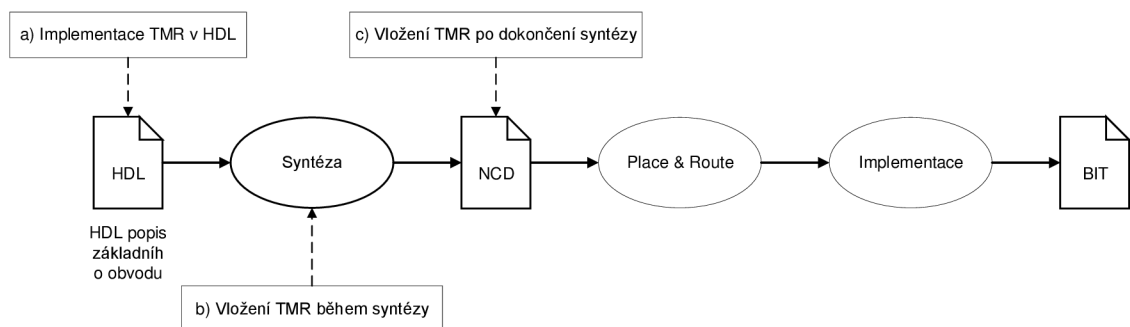 a) Implementace TMR v HDL
c) Vložení TMR po dokončení syntézy
HDL
Syntéza
NCD
Place & Route
Implementace
BIT
HDL popis
základníh
o obvodu
b) Vložení TMR během syntézy